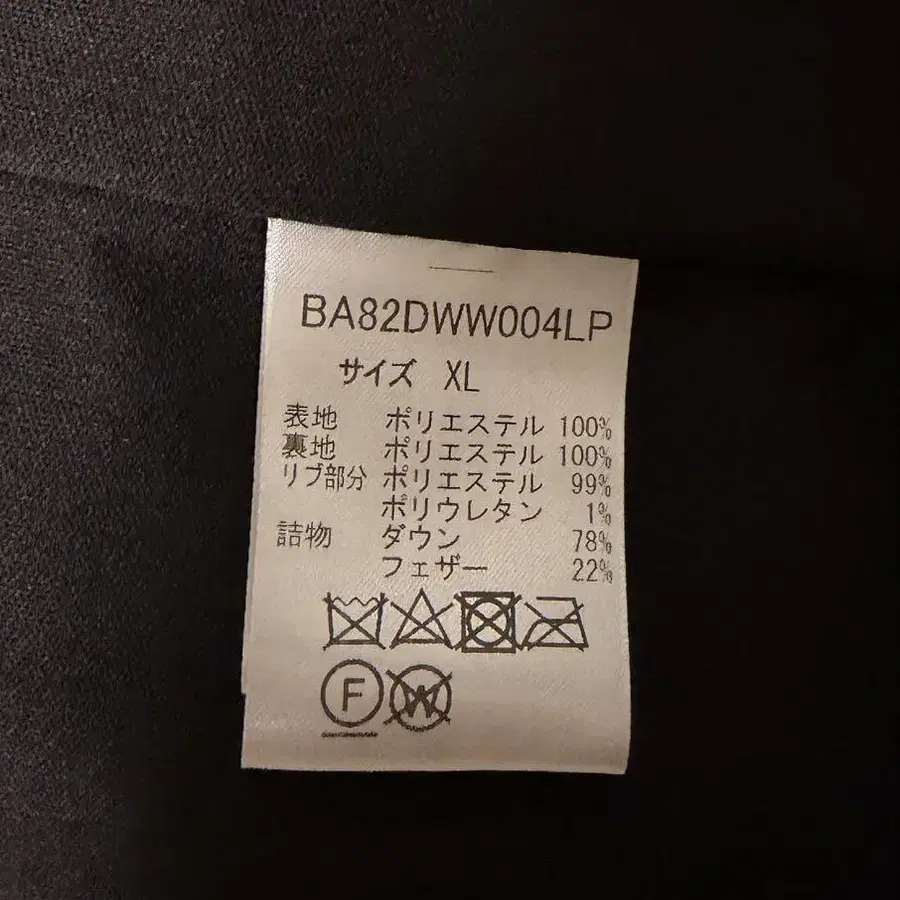 BA82DWW004LP
サイズ XL
表地 ポリエステル 100%
裏地 ポリエステル 100%
リブ部分 ポリエステル 99%
ポリウレタン 1%
詰物 ダウン 78%
フェザー 22%
F W